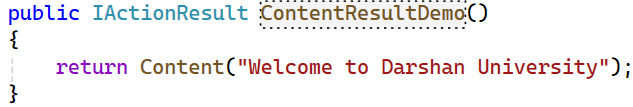 public IActionResult ContentResultDemo()
{
    return Content("Welcome to Darshan University");
}